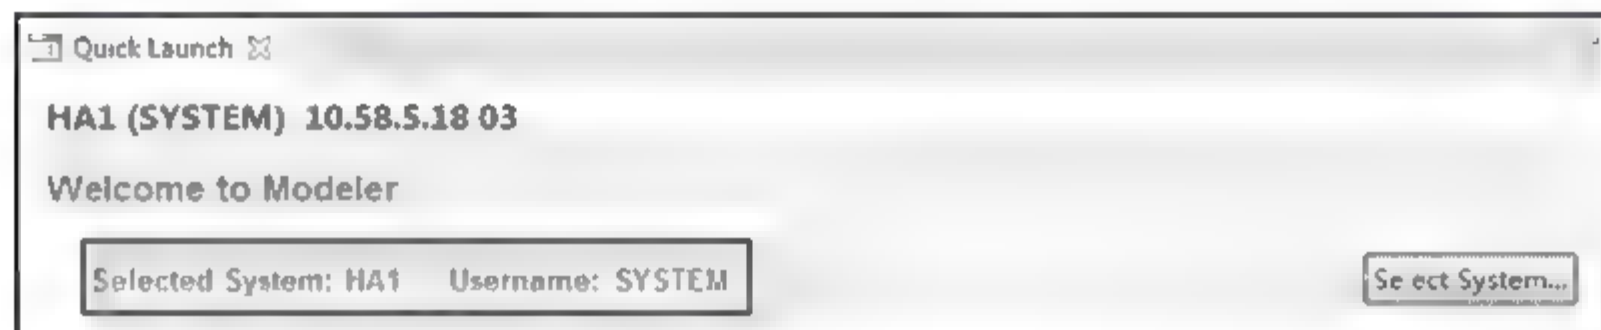 Quick Launch
HA1 (SYSTEM) 10.58.5.18 03
Welcome to Modeler
Selected System: HA1 Username: SYSTEM Select System...